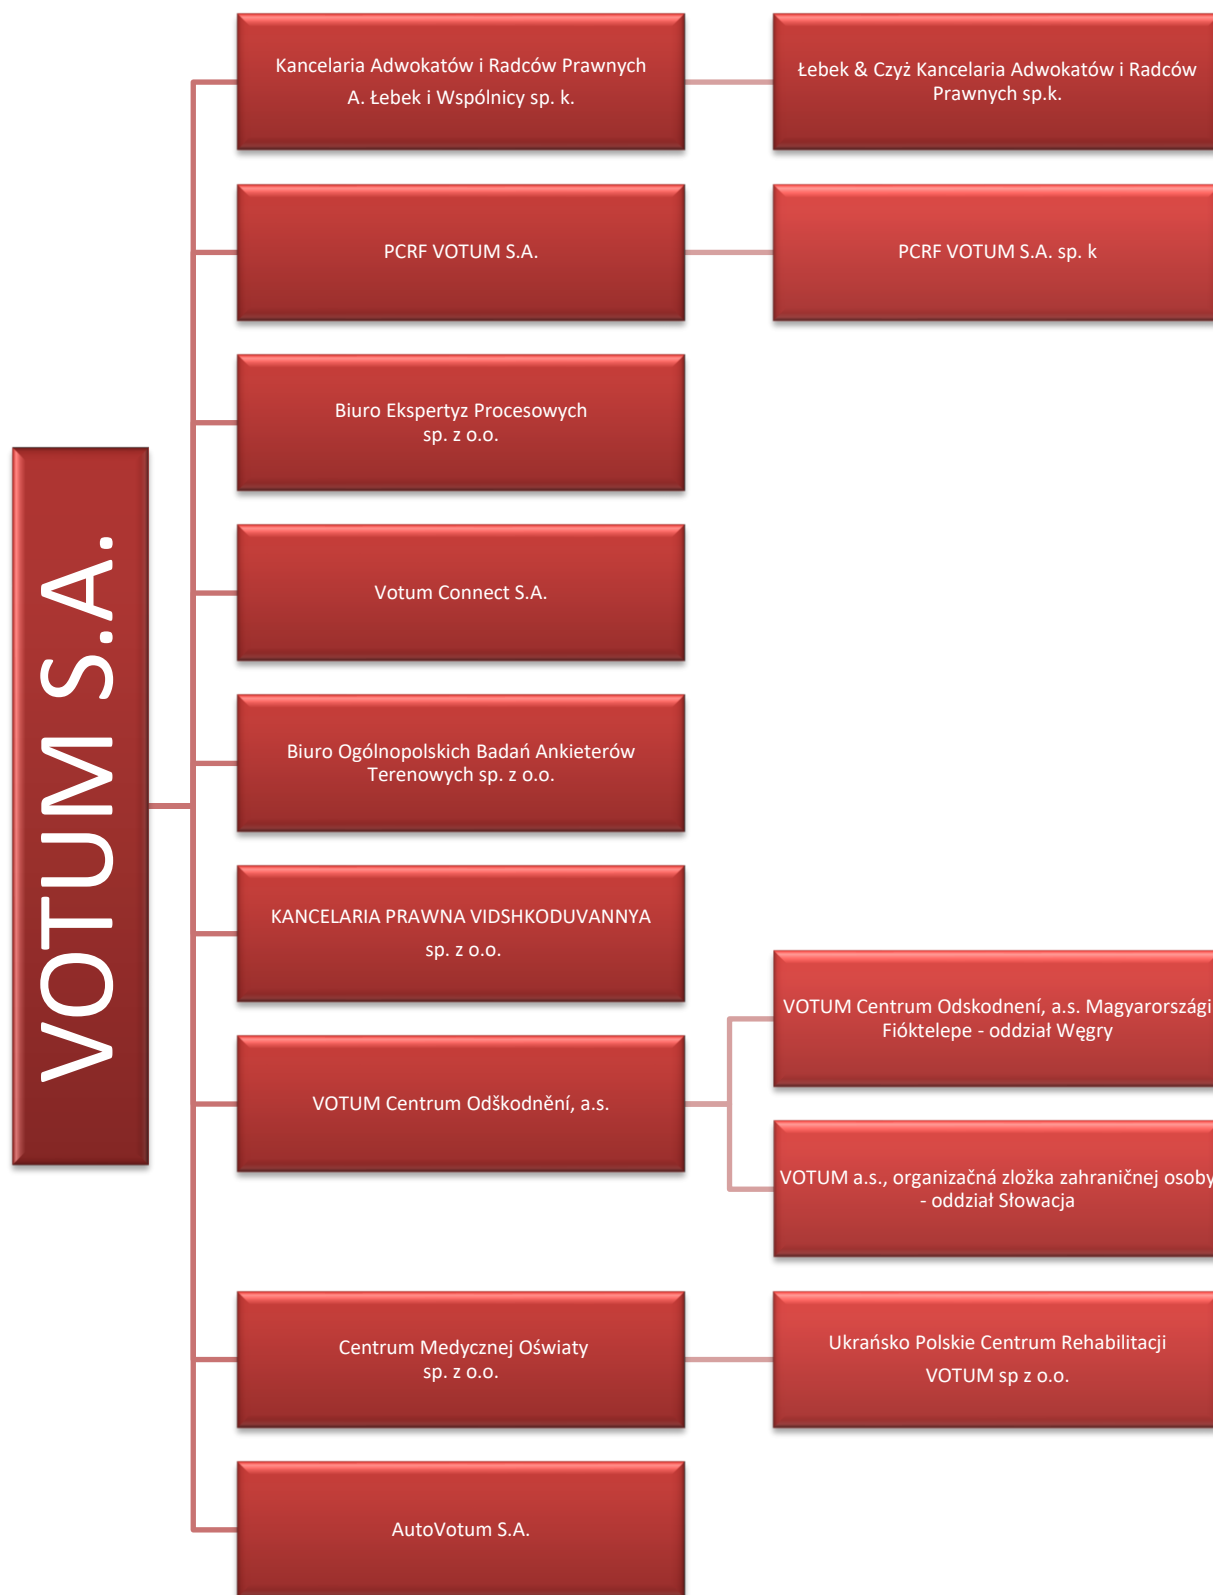 VOTUM S.A.
Kancelaria Adwokatów i Radców Prawnych
A. Łebek i Wspólnicy sp. k.
Łebek & Czyż Kancelaria Adwokatów i Radców
Prawnych sp.k.
PCRF VOTUM S.A.
PCRF VOTUM S.A. sp. k
Biuro Ekspertyz Procesowych
sp. z o.o.
Votum Connect S.A.
Biuro Ogólnopolskich Badań Ankieterów
Terenowych sp. z o.o.
KANCELARIA PRAWNA VIDSHKODUVANNYA
sp. z o.o.
VOTUM Centrum Odškodnění, a.s.
VOTUM Centrum Odskodnení, a.s. Magyarországi
Fióktelepe - oddział Węgry
VOTUM a.s., organizačná zložka zahraničnej osoby
- oddział Słowacja
Centrum Medycznej Oświaty
sp. z o.o.
Ukrańsko Polskie Centrum Rehabilitacji
VOTUM sp z o.o.
AutoVotum S.A.